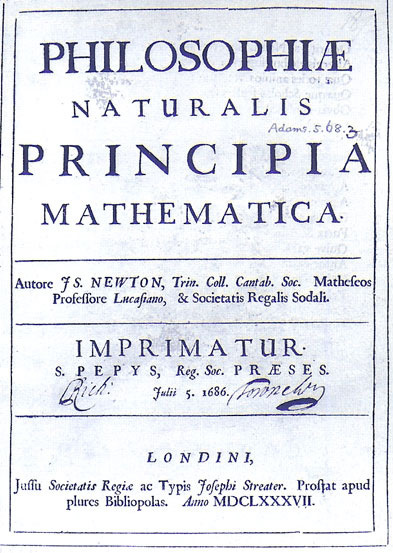 PHILOSOPHIÆ
NATURALIS
Adams.5.68.3
PRINCIPIA
MATHEMATICA.
Autore JS. NEWTON, Trin. Coll. Cantab. Soc. Matheseos
Professore Lucasiano, & Societatis Regalis Sodali.
IMPRIMATUR.
S. PEPYS, Reg. Soc. PRÆSES.
Julii 5. 1686.
LONDINI,
Jussu Societatis Regiæ ac Typis Josephi Streater. Prostat apud
plures Bibliopolas. Anno MDCLXXXVII.